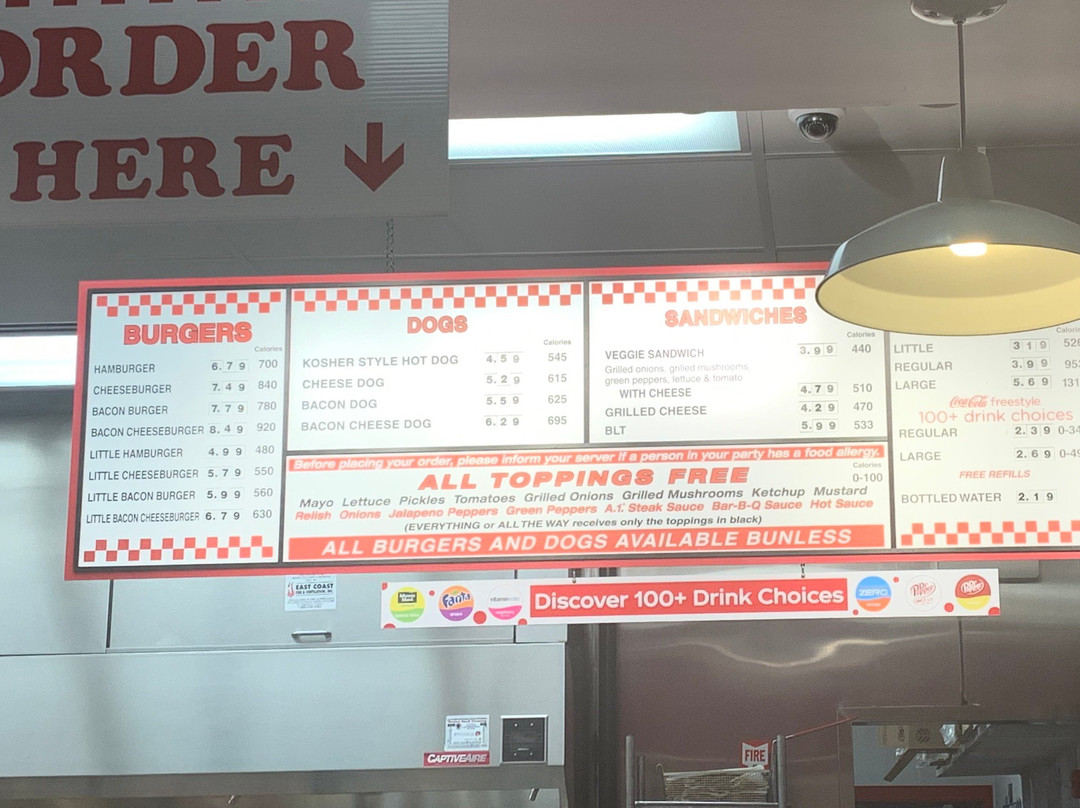 ORDER
HERE
BURGERS
Calories
HAMBURGER 6.79 700
CHEESEBURGER 7.49 840
BACON BURGER 7.79 780
BACON CHEESEBURGER 8.49 920
LITTLE HAMBURGER 4.99 480
LITTLE CHEESEBURGER 5.79 550
LITTLE BACON BURGER 5.99 560
LITTLE BACON CHEESEBURGER 6.79 630
DOGS
Calories
KOSHER STYLE HOT DOG 4.59 545
CHEESE DOG 5.29 615
BACON DOG 5.59 625
BACON CHEESE DOG 6.29 695
SANDWICHES
Calories
VEGGIE SANDWICH 3.99 440
Grilled onions, grilled mushrooms,
green peppers, lettuce & tomato
WITH CHEESE 4.79 510
GRILLED CHEESE 4.29 470
BLT 5.99 533
Before placing your order, please inform your server if a person in your party has a food allergy.
ALL TOPPINGS FREE
Calories
0-100
Mayo Lettuce Pickles Tomatoes Grilled Onions Grilled Mushrooms Ketchup Mustard
Relish Onions Jalapeno Peppers Green Peppers A.1. Steak Sauce Bar-B-Q Sauce Hot Sauce
(EVERYTHING or ALL THE WAY receives only the toppings in black)
ALL BURGERS AND DOGS AVAILABLE BUNLESS
LITTLE 319
REGULAR 3.99
LARGE 5.69
Coca-Cola freestyle
100+ drink choices
REGULAR 2.39
LARGE 2.69
FREE REFILLS
BOTTLED WATER 2.19
Minute Maid Fanta vitaminwater Discover 100+ Drink Choices ZERO Dr Pepper
EAST COAST
CAPTIVEAIRE
FIRE